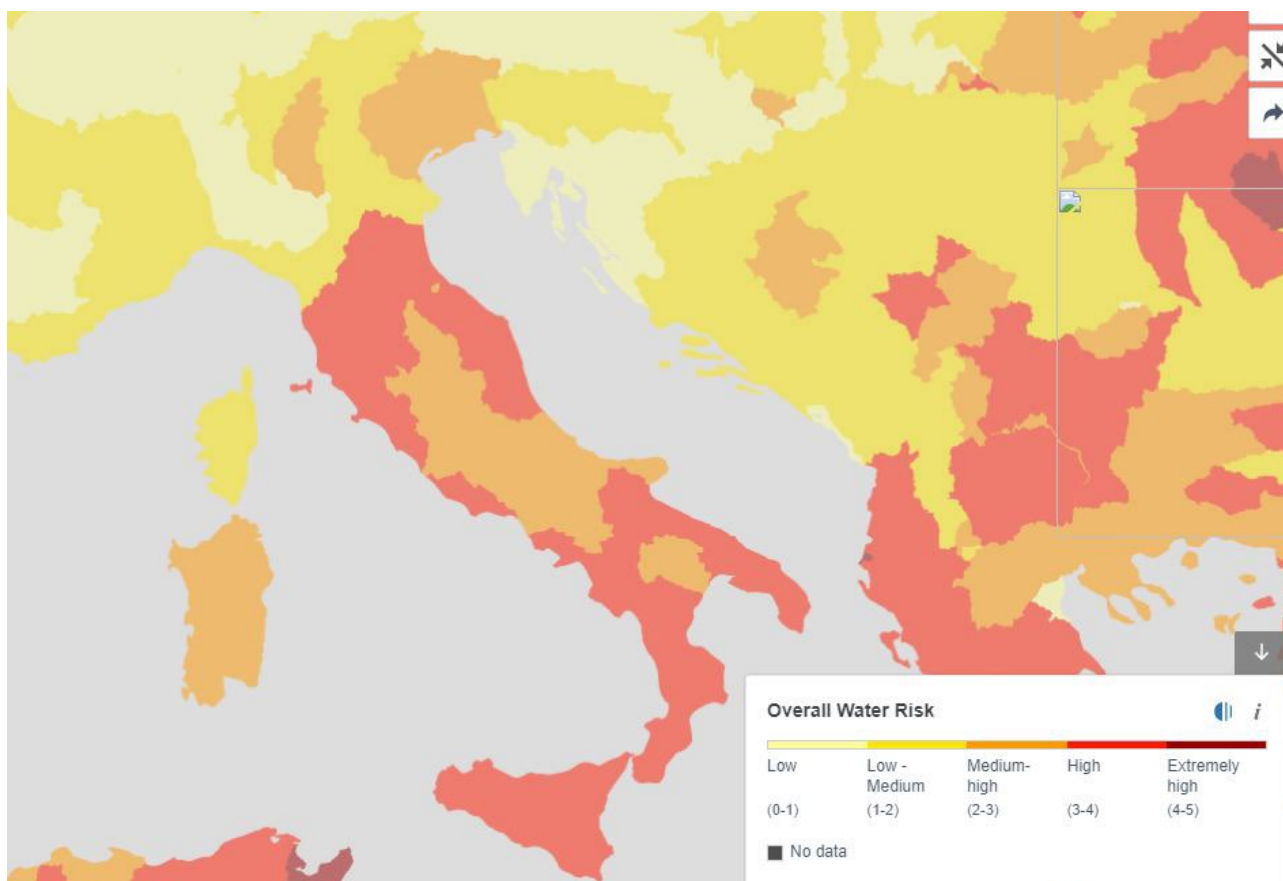 Overall Water Risk
i
Low
Low -
Medium
Medium-
high
High
Extremely
high
(0-1)
(1-2)
(2-3)
(3-4)
(4-5)
No data